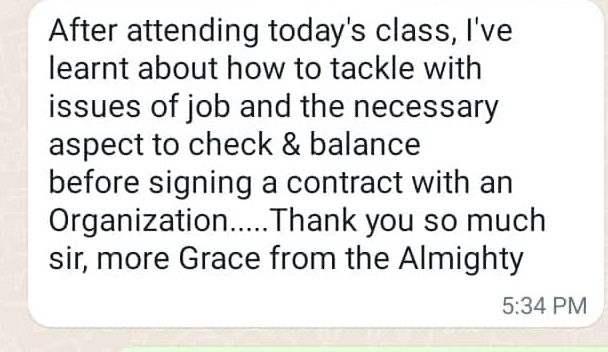 After attending today's class, I've
learnt about how to tackle with
issues of job and the necessary
aspect to check & balance
before signing a contract with an
Organization.....Thank you so much
sir, more Grace from the Almighty
5:34 PM